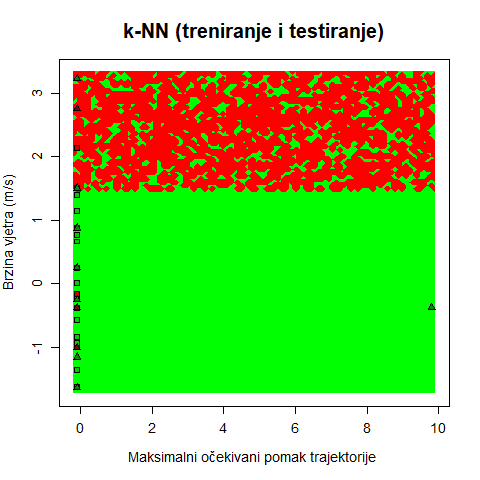 k-NN (treniranje i testiranje)
Brzina vjetra (m/s)
3
2
1
0
-1
0 2 4 6 8 10
Maksimalni očekivani pomak trajektorije